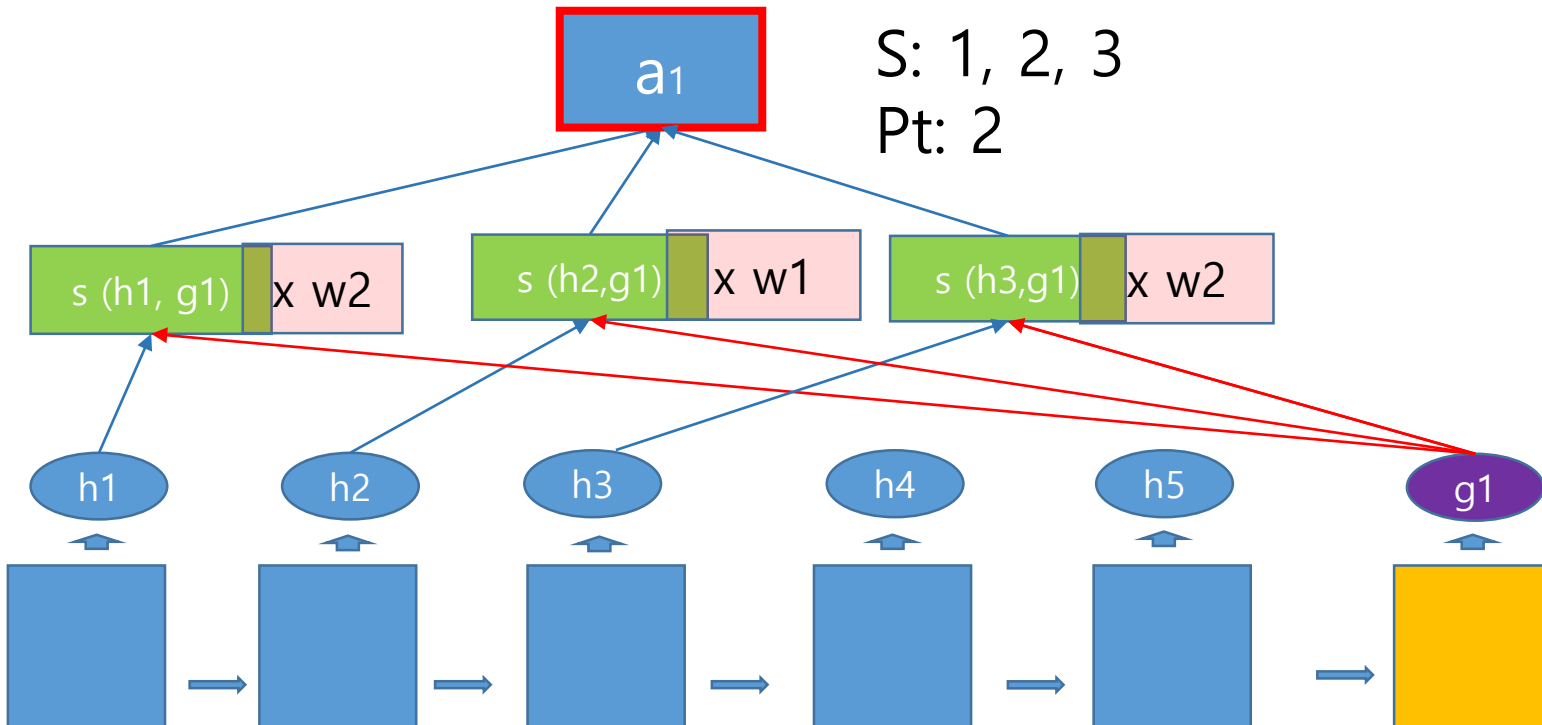 a1
S: 1, 2, 3
Pt: 2
s (h1, g1) x w2
s (h2,g1) x w1
s (h3,g1) x w2
h1
h2
h3
h4
h5
g1